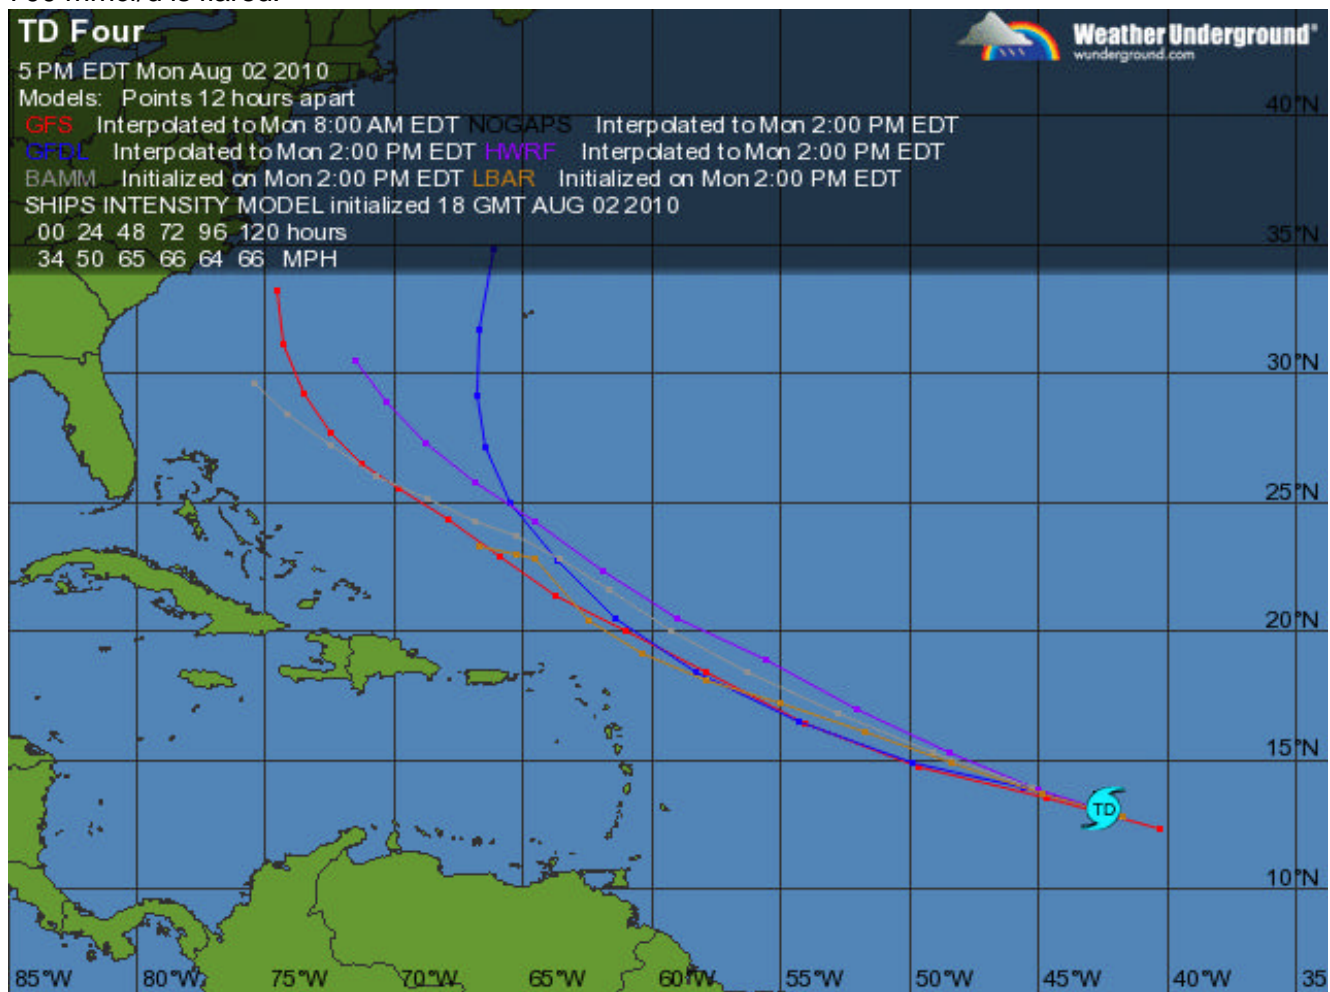 TD Four
Weather Underground®
wunderground.com
5 PM EDT Mon Aug 02 2010
Models: Points 12 hours apart
GFS Interpolated to Mon 8:00 AM EDT NOGAPS Interpolated to Mon 2:00 PM EDT
GFDL Interpolated to Mon 2:00 PM EDT HWRF Interpolated to Mon 2:00 PM EDT
BAMM Initialized on Mon 2:00 PM EDT LBAR Initialized on Mon 2:00 PM EDT
SHIPS INTENSITY MODEL initialized 18 GMT AUG 02 2010
00 24 48 72 96 120 hours
34 50 65 66 64 66 MPH
40°N
35°N
30°N
25°N
20°N
15°N
TD
10°N
85°W 80°W 75°W 70°W 65°W 60°W 55°W 50°W 45°W 40°W 35